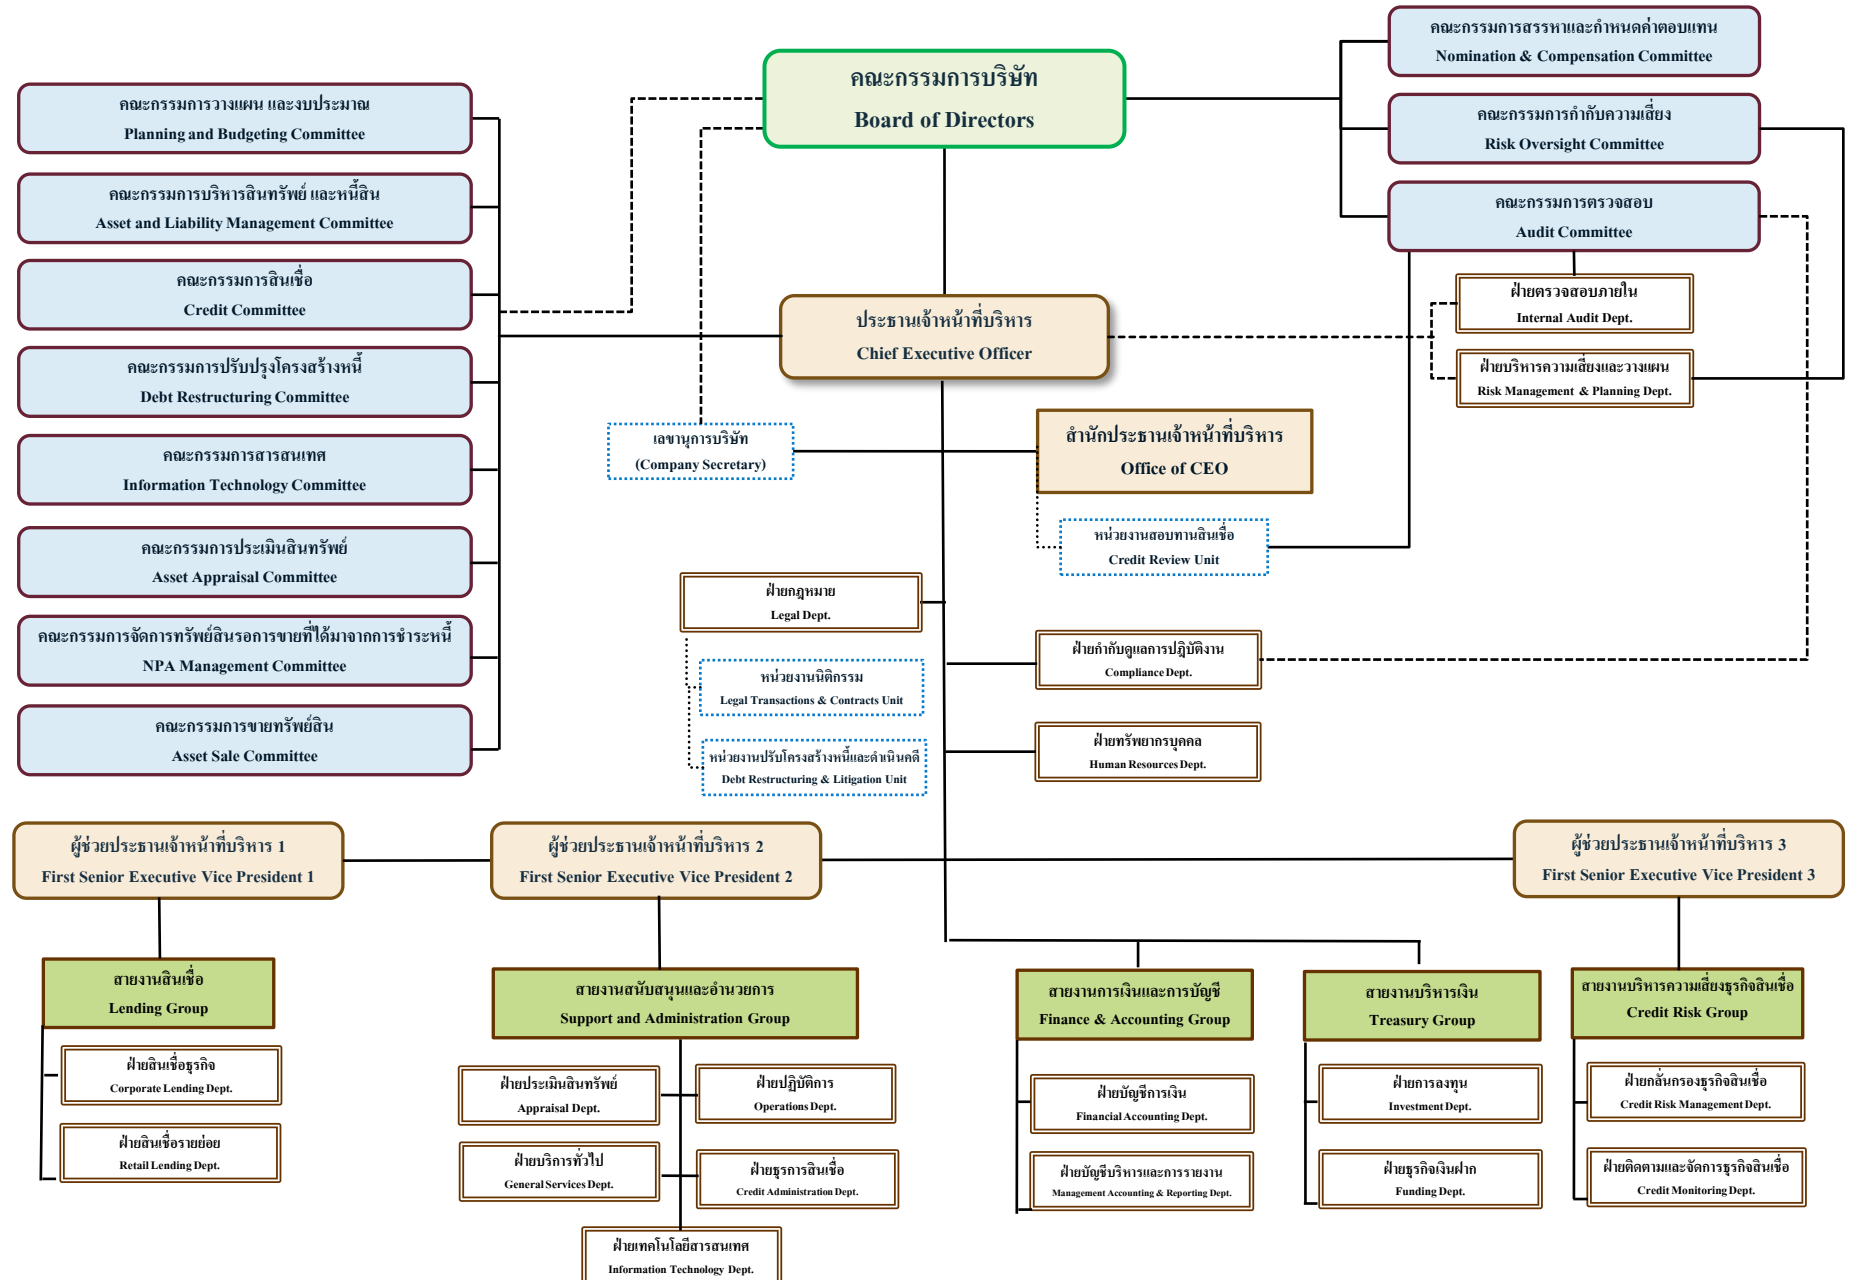 คณะกรรมการบริษัท
Board of Directors
คณะกรรมการสรรหาและกำหนดค่าตอบแทน
Nomination & Compensation Committee
คณะกรรมการกำกับความเสี่ยง
Risk Oversight Committee
คณะกรรมการตรวจสอบ
Audit Committee
ฝ่ายตรวจสอบภายใน
Internal Audit Dept.
ฝ่ายบริหารความเสี่ยงและวางแผน
Risk Management & Planning Dept.
คณะกรรมการวางแผน และงบประมาณ
Planning and Budgeting Committee
คณะกรรมการบริหารสินทรัพย์ และหนี้สิน
Asset and Liability Management Committee
คณะกรรมการสินเชื่อ
Credit Committee
คณะกรรมการปรับปรุงโครงสร้างหนี้
Debt Restructuring Committee
คณะกรรมการสารสนเทศ
Information Technology Committee
คณะกรรมการประเมินสินทรัพย์
Asset Appraisal Committee
คณะกรรมการจัดการทรัพย์สินรอการขายที่ได้มาจากการชำระหนี้
NPA Management Committee
คณะกรรมการขายทรัพย์สิน
Asset Sale Committee
ประธานเจ้าหน้าที่บริหาร
Chief Executive Officer
เลขานุการบริษัท
(Company Secretary)
สำนักประธานเจ้าหน้าที่บริหาร
Office of CEO
หน่วยงานสอบทานสินเชื่อ
Credit Review Unit
ฝ่ายกฎหมาย
Legal Dept.
หน่วยงานนิติกรรม
Legal Transactions & Contracts Unit
หน่วยงานปรับโครงสร้างหนี้และดำเนินคดี
Debt Restructuring & Litigation Unit
ฝ่ายกำกับดูแลการปฏิบัติงาน
Compliance Dept.
ฝ่ายทรัพยากรบุคคล
Human Resources Dept.
ผู้ช่วยประธานเจ้าหน้าที่บริหาร 1
First Senior Executive Vice President 1
ผู้ช่วยประธานเจ้าหน้าที่บริหาร 2
First Senior Executive Vice President 2
ผู้ช่วยประธานเจ้าหน้าที่บริหาร 3
First Senior Executive Vice President 3
สายงานสินเชื่อ
Lending Group
ฝ่ายสินเชื่อธุรกิจ
Corporate Lending Dept.
ฝ่ายสินเชื่อรายย่อย
Retail Lending Dept.
สายงานสนับสนุนและอำนวยการ
Support and Administration Group
ฝ่ายประเมินสินทรัพย์
Appraisal Dept.
ฝ่ายปฏิบัติการ
Operations Dept.
ฝ่ายบริการทั่วไป
General Services Dept.
ฝ่ายธุรการสินเชื่อ
Credit Administration Dept.
ฝ่ายเทคโนโลยีสารสนเทศ
Information Technology Dept.
สายงานการเงินและการบัญชี
Finance & Accounting Group
ฝ่ายบัญชีการเงิน
Financial Accounting Dept.
ฝ่ายบัญชีบริหารและการรายงาน
Management Accounting & Reporting Dept.
สายงานบริหารเงิน
Treasury Group
ฝ่ายการลงทุน
Investment Dept.
ฝ่ายธุรกิจเงินฝาก
Funding Dept.
สายงานบริหารความเสี่ยงธุรกิจสินเชื่อ
Credit Risk Group
ฝ่ายกลั่นกรองธุรกิจสินเชื่อ
Credit Risk Management Dept.
ฝ่ายติดตามและจัดการธุรกิจสินเชื่อ
Credit Monitoring Dept.